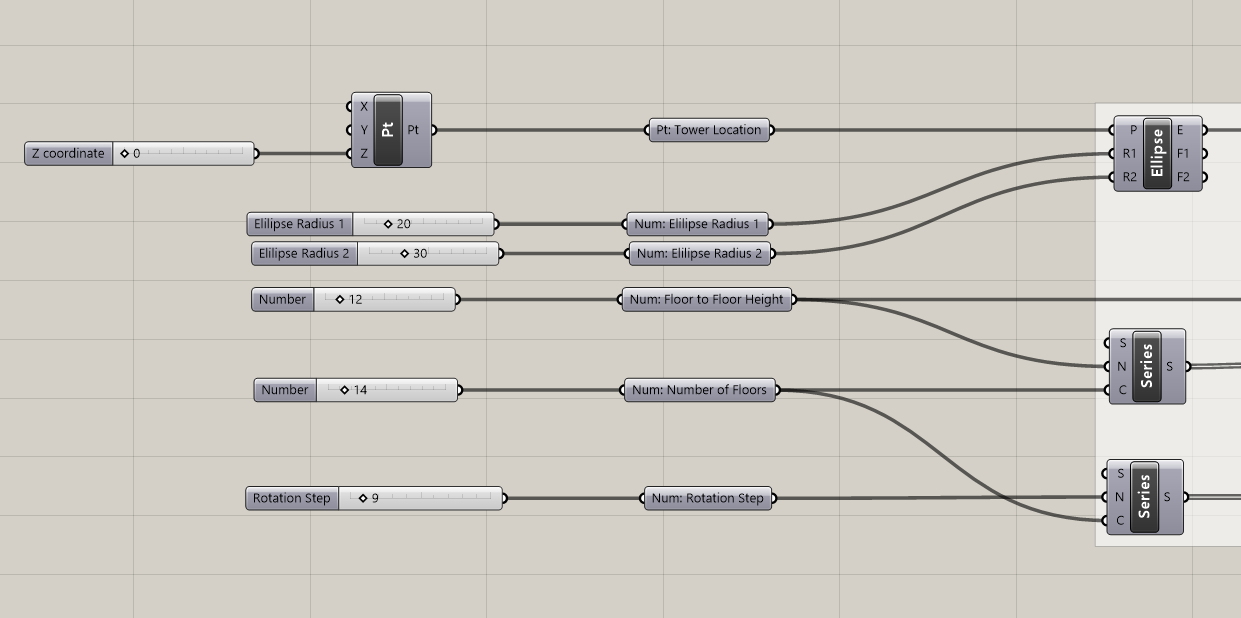 X
Y
Z
Pt
Pt
Z coordinate
0
Pt: Tower Location
P
R1
R2
Ellipse
E
F1
F2
Elilipse Radius 1
20
Num: Elilipse Radius 1
Elilipse Radius 2
30
Num: Elilipse Radius 2
Number
12
Num: Floor to Floor Height
S
N
C
Series
S
Number
14
Num: Number of Floors
Rotation Step
9
Num: Rotation Step
S
N
C
Series
S